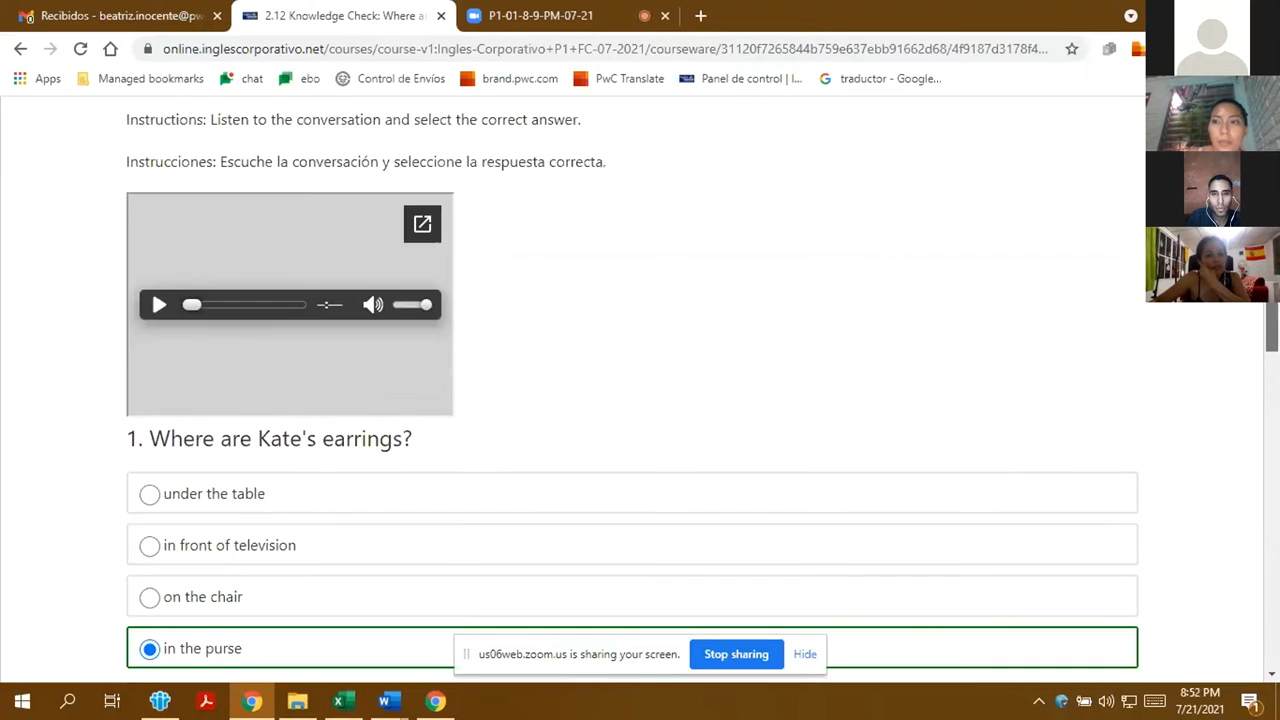 Recibidos - beatriz.inocente@pw
2.12 Knowledge Check: Where a
P1-01-8-9-PM-07-21
online.inglescorporativo.net/courses/course-v1:Ingles-Corporativo+P1+FC-07-2021/courseware/31120f7265844b759e637ebb91662d68/4f9187d3178f4...
Apps
Managed bookmarks
chat
ebo
Control de Envíos
brand.pwc.com
PwC Translate
Panel de control | I...
traductor - Google...
Instructions: Listen to the conversation and select the correct answer.
Instrucciones: Escuche la conversación y seleccione la respuesta correcta.
1. Where are Kate's earrings?
under the table
in front of television
on the chair
in the purse
us06web.zoom.us is sharing your screen.
Stop sharing
Hide
8:52 PM
7/21/2021